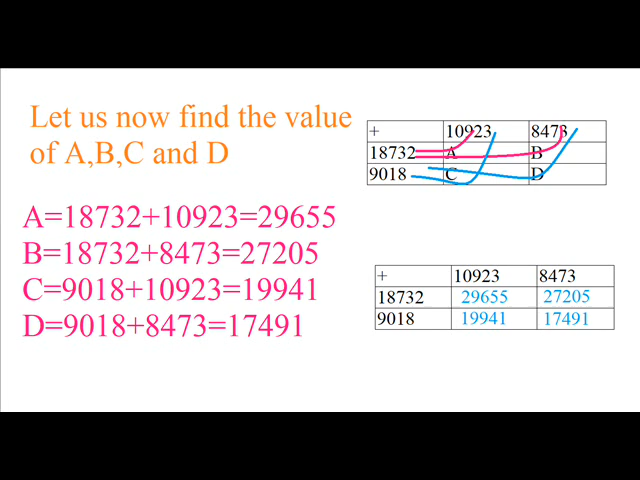 Let us now find the value
of A,B,C and D
A=18732+10923=29655
B=18732+8473=27205
C=9018+10923=19941
D=9018+8473=17491
+ 10923 8473
18732 A B
9018 C D
+ 10923 8473
18732 29655 27205
9018 19941 17491